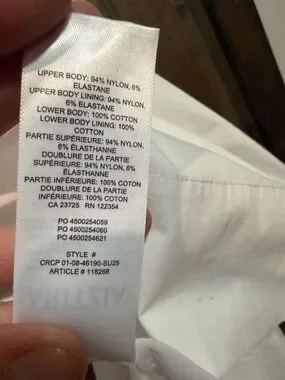 UPPER BODY: 94% NYLON, 6%
ELASTANE
UPPER BODY LINING: 94% NYLON,
6% ELASTANE
LOWER BODY: 100% COTTON
LOWER BODY LINING: 100%
COTTON
PARTIE SUPÉRIEURE: 94% NYLON,
6% ÉLASTHANNE
DOUBLURE DE LA PARTIE
SUPÉRIEURE: 94% NYLON, 6%
ÉLASTHANNE
PARTIE INFÉRIEURE: 100% COTON
DOUBLURE DE LA PARTIE
INFÉRIEURE: 100% COTON
CA 23725 RN 122354
PO 4500254059
PO 4500254060
PO 4500254621
STYLE #
CRCP 01-08-46190-SU25
ARTICLE # 118268